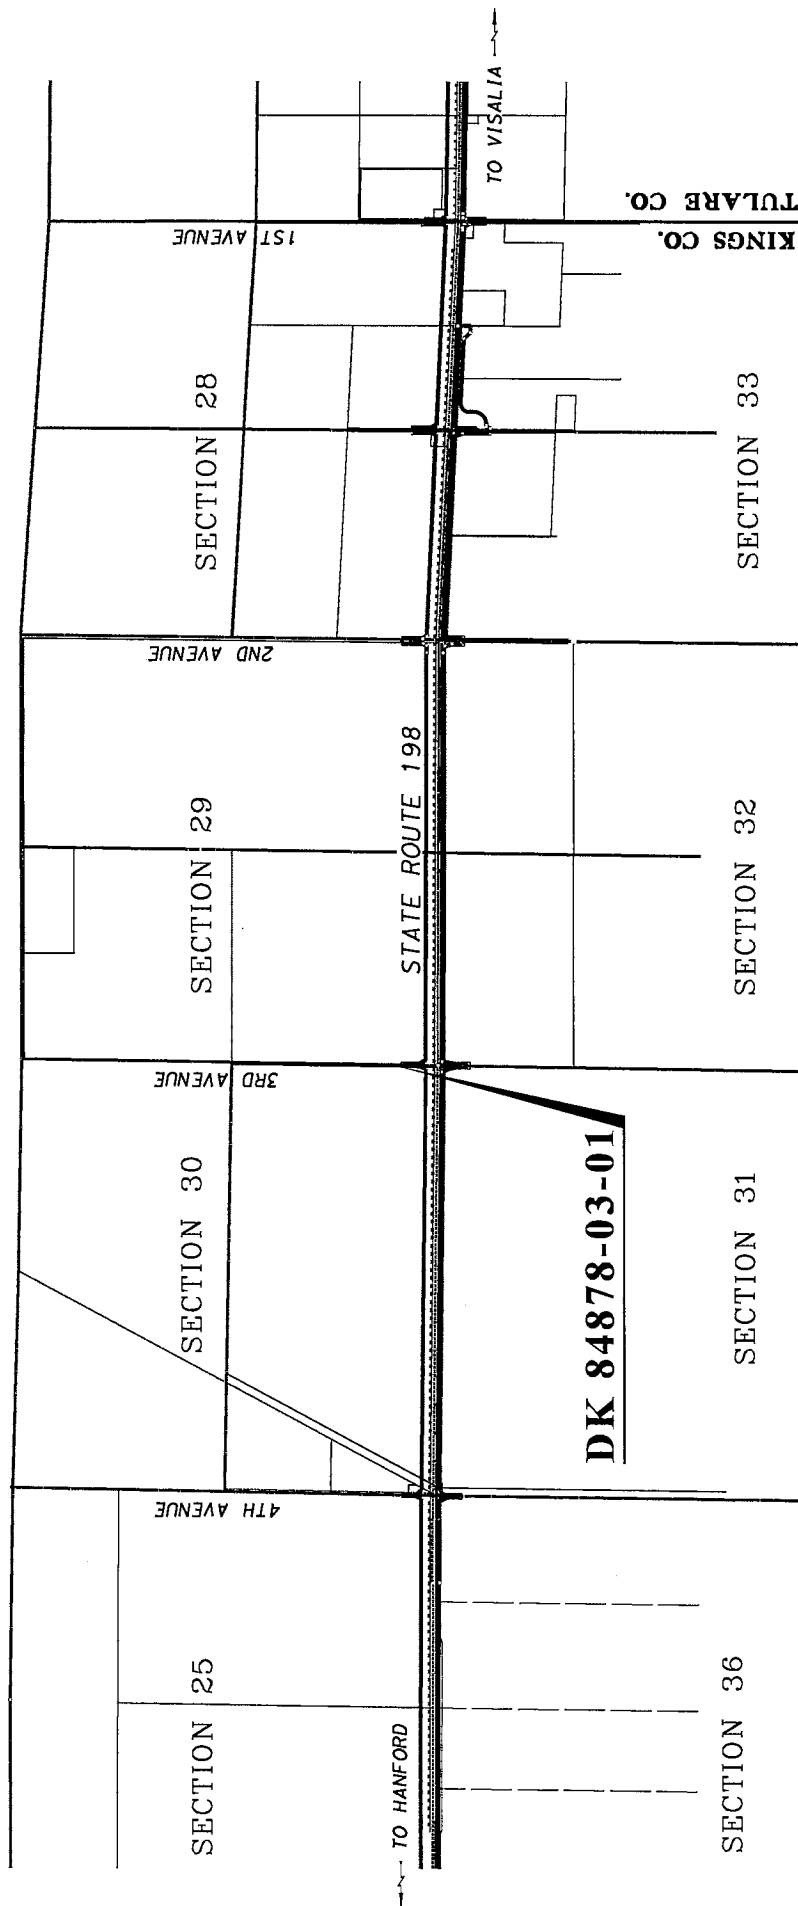 SECTION 25
SECTION 30
SECTION 29
SECTION 28
4TH AVENUE
3RD AVENUE
2ND AVENUE
1ST AVENUE
TO HANFORD
STATE ROUTE 198
TO VISALIA
DK 84878-03-01
KINGS CO.
TULARE CO.
SECTION 36
SECTION 31
SECTION 32
SECTION 33